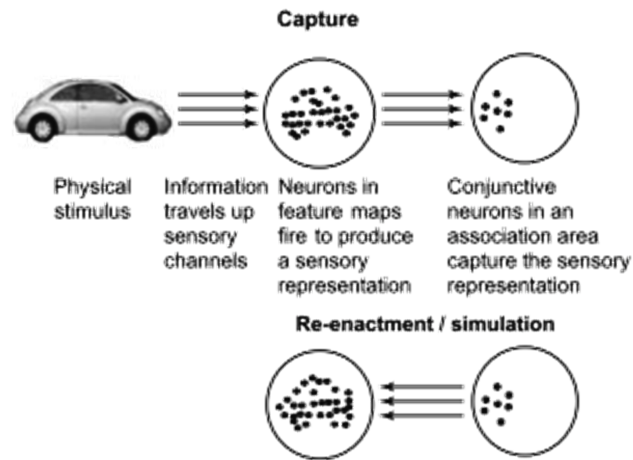 Capture
Physical
stimulus
Information
travels up
sensory
channels
Neurons in
feature maps
fire to produce
a sensory
representation
Conjunctive
neurons in an
association area
capture the sensory
representation
Re-enactment / simulation